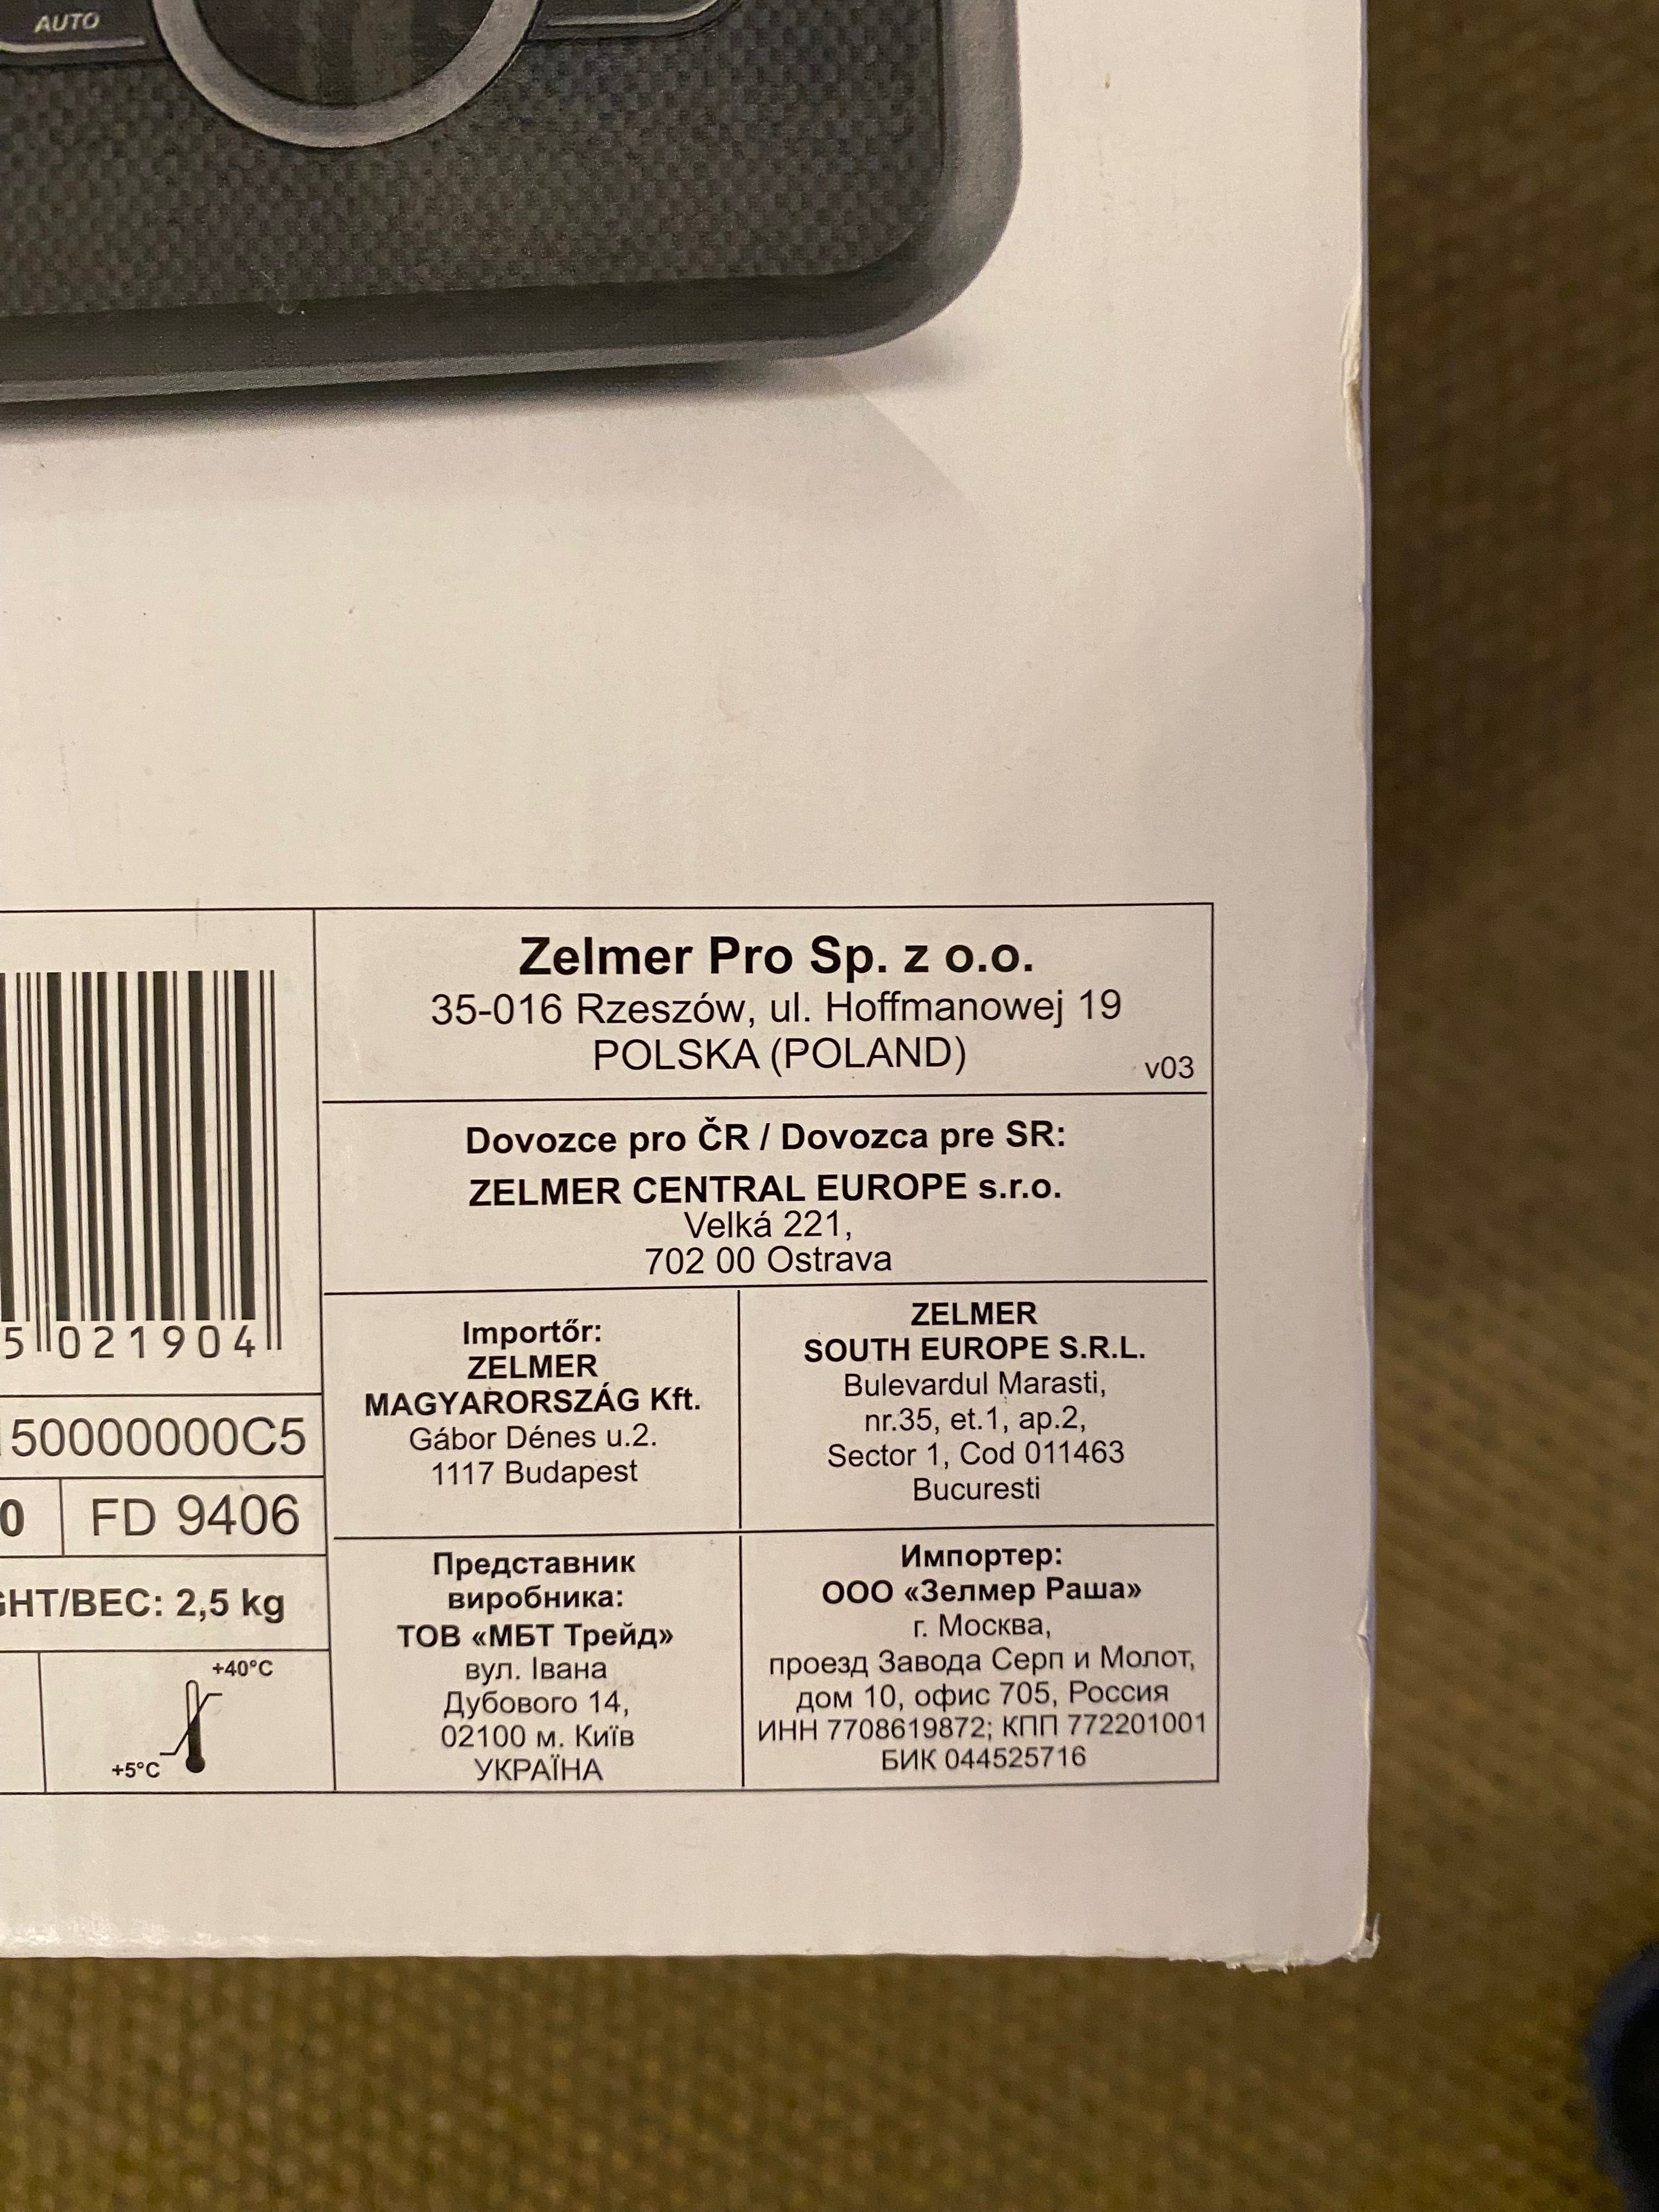 AUTO
Zelmer Pro Sp. z o.o.
35-016 Rzeszów, ul. Hoffmanowej 19
POLSKA (POLAND)
v03
Dovozce pro ČR / Dovozca pre SR:
ZELMER CENTRAL EUROPE s.r.o.
Velká 221,
702 00 Ostrava
5 021904
50000000C5
0
FD 9406
GHT/ВЕС: 2,5 kg
+40°C
+5°C
Importőr:
ZELMER
MAGYARORSZÁG Kft.
Gábor Dénes u.2.
1117 Budapest
ZELMER
SOUTH EUROPE S.R.L.
Bulevardul Marasti,
nr.35, et.1, ap.2,
Sector 1, Cod 011463
Bucuresti
Представник
виробника:
ТОВ «МБТ Трейд»
вул. Івана
Дубового 14,
02100 м. Київ
УКРАЇНА
Импортер:
ООО «Зелмер Раша»
г. Москва,
проезд Завода Серп и Молот,
дом 10, офис 705, Россия
ИНН 7708619872; КПП 772201001
БИК 044525716